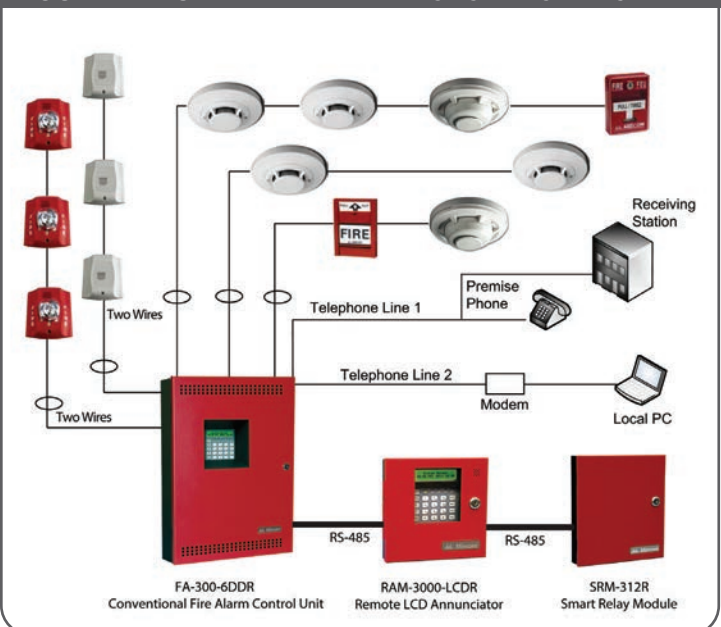 FIRE
PULL
Receiving
Station
FIRE
Premise
Phone
Two Wires
Telephone Line 1
Telephone Line 2
Modem
Local PC
Two Wires
RS-485
RS-485
FA-300-6DDR
Conventional Fire Alarm Control Unit
RAM-3000-LCDR
Remote LCD Annunciator
SRM-312R
Smart Relay Module